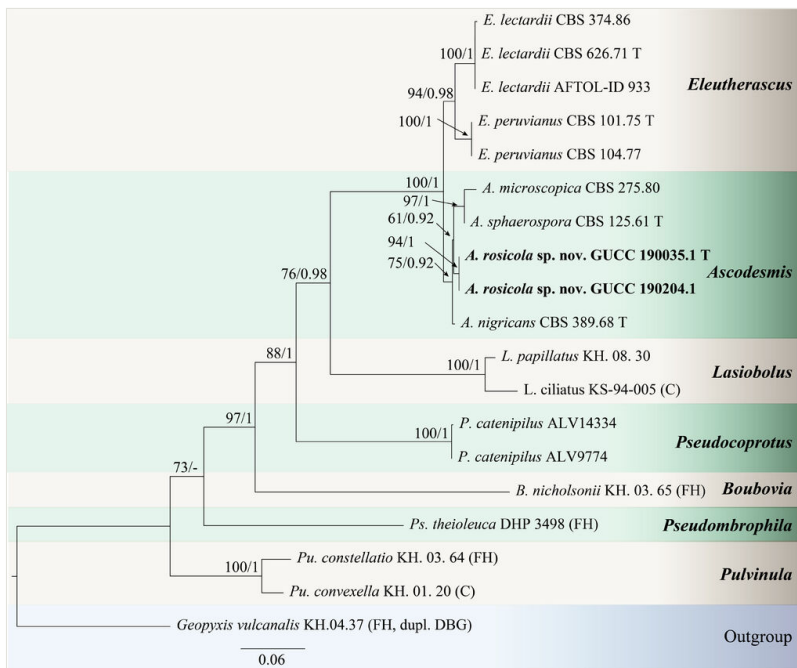 E. lectardii CBS 374.86
100/1
E. lectardii CBS 626.71 T
E. lectardii AFTOL-ID 933
Eleutherascus
94/0.98
100/1
E. peruvianus CBS 101.75 T
E. peruvianus CBS 104.77
100/1
A. microscopica CBS 275.80
97/1
61/0.92
A. sphaerospora CBS 125.61 T
94/1
A. rosicola sp. nov. GUCC 190035.1 T
75/0.92
Ascodesmis
76/0.98
A. rosicola sp. nov. GUCC 190204.1
A. nigricans CBS 389.68 T
88/1
L. papillatus KH. 08. 30
100/1
Lasiobolus
L. ciliatus KS-94-005 (C)
97/1
P. catenipilus ALV14334
100/1
Pseudocoprotus
P. catenipilus ALV9774
73/-
B. nicholsonii KH. 03. 65 (FH)
Boubovia
Ps. theioleuca DHP 3498 (FH)
Pseudombrophila
Pu. constellatio KH. 03. 64 (FH)
100/1
Pulvinula
Pu. convexella KH. 01. 20 (C)
Geopyxis vulcanalis KH.04.37 (FH, dupl. DBG)
Outgroup
0.06